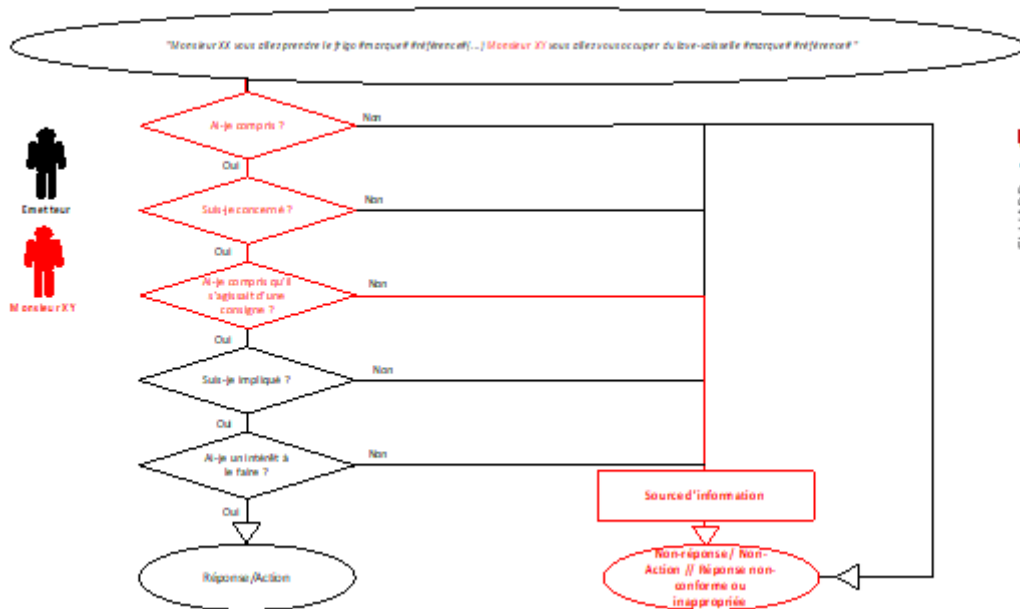 "Monsieur XX vous allez prendre le frigo #marque# #référence#(...) Monsieur XY vous allez vous occuper du lave-vaisselle #marque# #référence# "
Ai-je compris ?
Non
Oui
Emetteur
Suis-je concerné ?
Non
Oui
Monsieur XY
Ai-je compris qu'il
s'agissait d'une
consigne ?
Non
Oui
Suis-je impliqué ?
Non
Oui
Ai-je un intérêt à
le faire ?
Non
Oui
Source d'information
Réponse/Action
Non-réponse / Non-
Action // Réponse non-
conforme ou
inappropriée